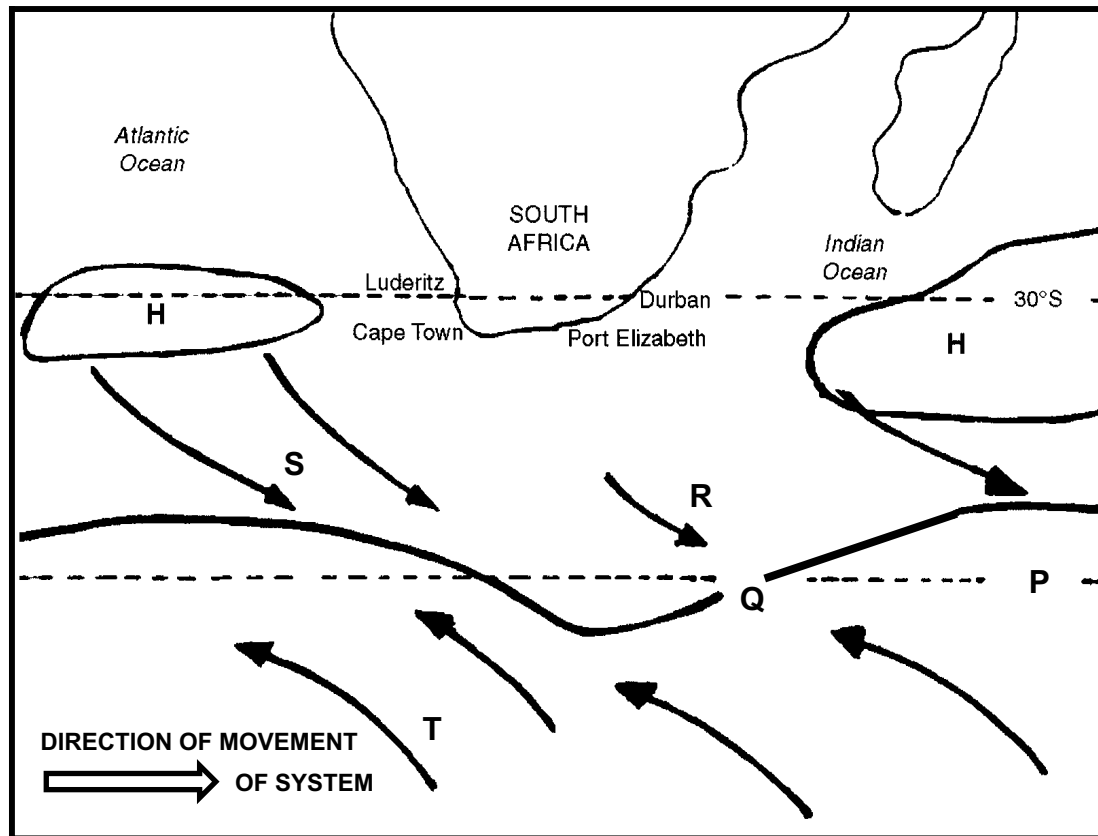 Atlantic
Ocean
SOUTH
AFRICA
Indian
Ocean
H
Luderitz
Durban
30°S
Cape Town
Port Elizabeth
H
S
R
Q
P
T
DIRECTION OF MOVEMENT
OF SYSTEM